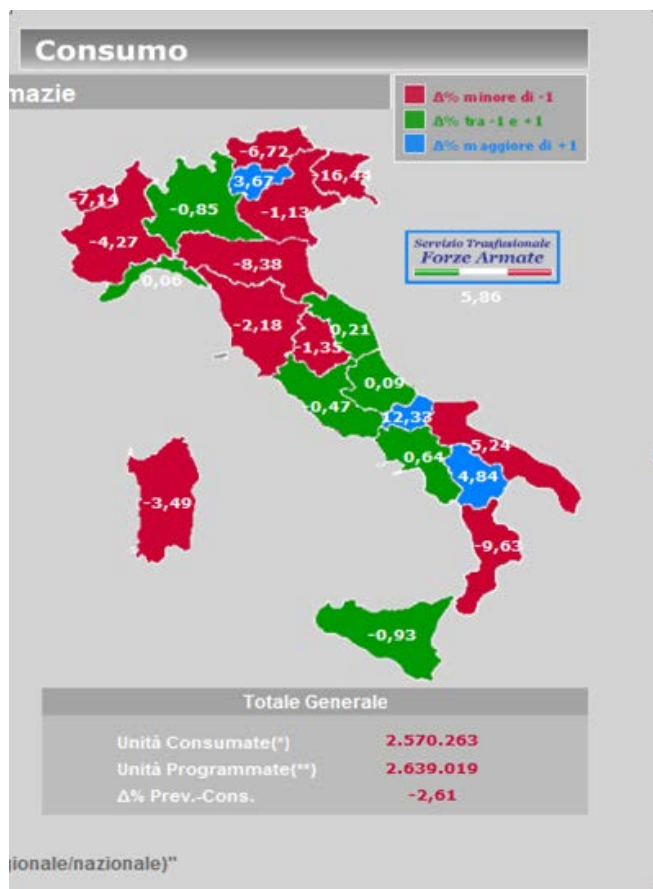 Consumo
mazie
Δ% minore di -1
Δ% tra -1 e +1
Δ% maggiore di +1
-6,72
3,67
-16,44
-7,14
-0,85
-1,13
-4,27
Servizio Trasfusionale
Forze Armate
-8,38
0,06
5,86
-2,18
0,21
-1,35
0,09
-0,47
12,33
5,24
0,64
4,84
-3,49
-9,63
-0,93
Totale Generale
Unità Consumate(*) 2.570.263
Unità Programmate(**) 2.639.019
Δ% Prev.-Cons. -2,61
gionale/nazionale)"